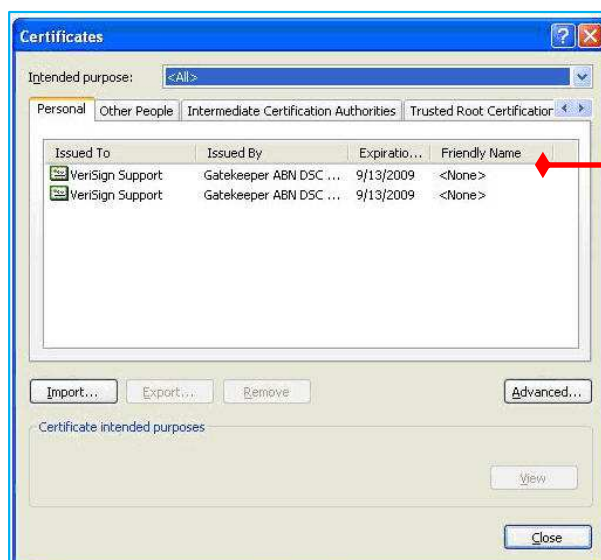 Certificates
Intended purpose: <All>
Personal Other People Intermediate Certification Authorities Trusted Root Certification
Issued To Issued By Expiratio... Friendly Name
VeriSign Support Gatekeeper ABN DSC ... 9/13/2009 <None>
VeriSign Support Gatekeeper ABN DSC ... 9/13/2009 <None>
Import... Export... Remove Advanced...
Certificate intended purposes
View
Close